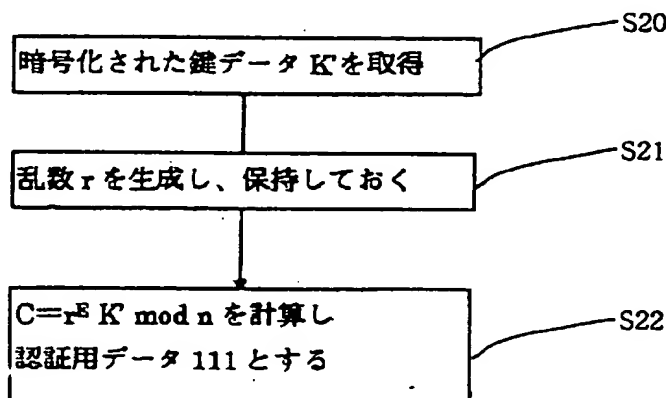 S20
暗号化された鍵データ K'を取得
S21
乱数 r を生成し、保持しておく
C=r^E K' mod n を計算し
S22
認証用データ 111 とする